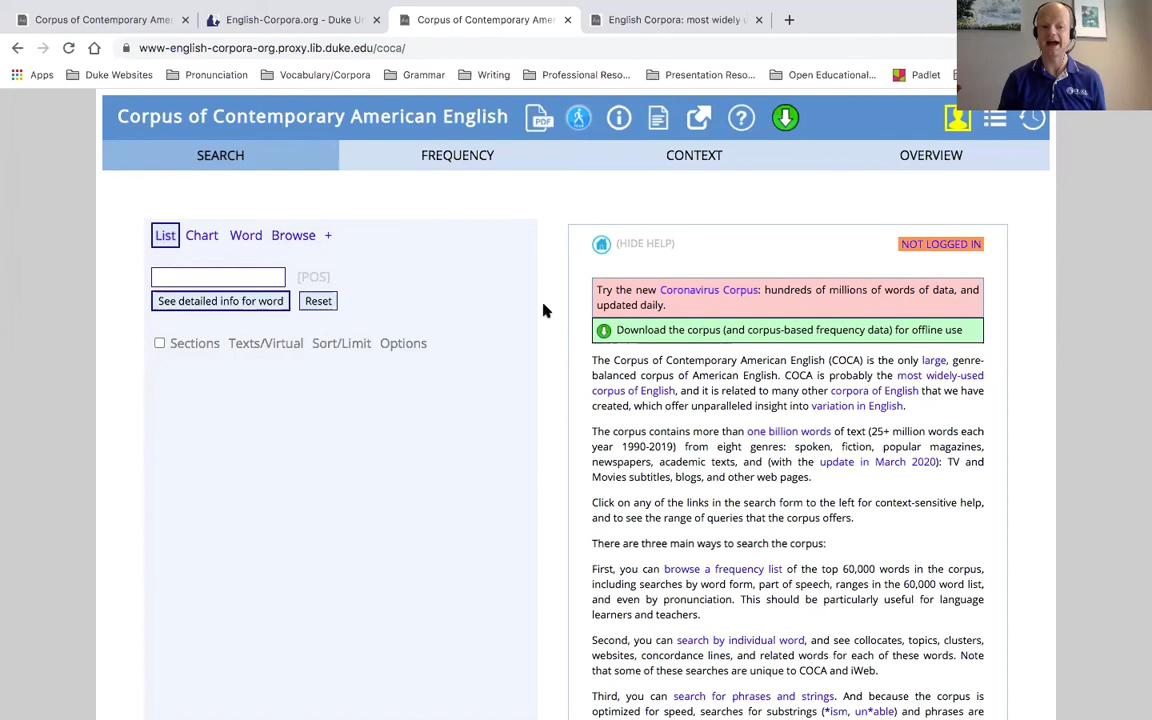 Corpus of Contemporary Ame
English-Corpora.org - Duke U
Corpus of Contemporary Amer
English Corpora: most widely
www-english-corpora-org.proxy.lib.duke.edu/coca/
Apps Duke Websites Pronunciation Vocabulary/Corpora Grammar Writing Professional Reso... Presentation Reso... Open Educational... Padlet
Corpus of Contemporary American English
PDF
SEARCH FREQUENCY CONTEXT OVERVIEW
List Chart Word Browse +
[POS]
See detailed info for word Reset
Sections Texts/Virtual Sort/Limit Options
(HIDE HELP) NOT LOGGED IN
Try the new Coronavirus Corpus: hundreds of millions of words of data, and
updated daily.
Download the corpus (and corpus-based frequency data) for offline use
The Corpus of Contemporary American English (COCA) is the only large, genre-
balanced corpus of American English. COCA is probably the most widely-used
corpus of English, and it is related to many other corpora of English that we have
created, which offer unparalleled insight into variation in English.
The corpus contains more than one billion words of text (25+ million words each
year 1990-2019) from eight genres: spoken, fiction, popular magazines,
newspapers, academic texts, and (with the update in March 2020): TV and
Movies subtitles, blogs, and other web pages.
Click on any of the links in the search form to the left for context-sensitive help,
and to see the range of queries that the corpus offers.
There are three main ways to search the corpus:
First, you can browse a frequency list of the top 60,000 words in the corpus,
including searches by word form, part of speech, ranges in the 60,000 word list,
and even by pronunciation. This should be particularly useful for language
learners and teachers.
Second, you can search by individual word, and see collocates, topics, clusters,
websites, concordance lines, and related words for each of these words. Note
that some of these searches are unique to COCA and iWeb.
Third, you can search for phrases and strings. And because the corpus is
optimized for speed, searches for substrings (*ism, un*able) and phrases are